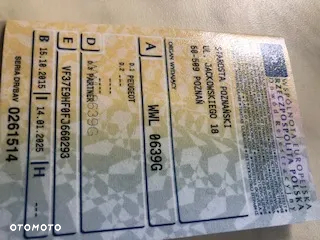 WSPÓLNOTA EUROPEJSKA
RZECZPOSPOLITA POLSKA
ORGAN WYDAJĄCY
STAROSTA POZNAŃSKI
UL. JACKOWSKIEGO 18
60-509 POZNAŃ
A
WWL 0639G
D.1 PEUGEOT
D.2 ---
D
D.3 PARTNER
E
VF37E9HF0FJ660293
B
15.10.2015
14.01.2025
H
---
SERIA DR/BAV
0261514
OTOMOTO